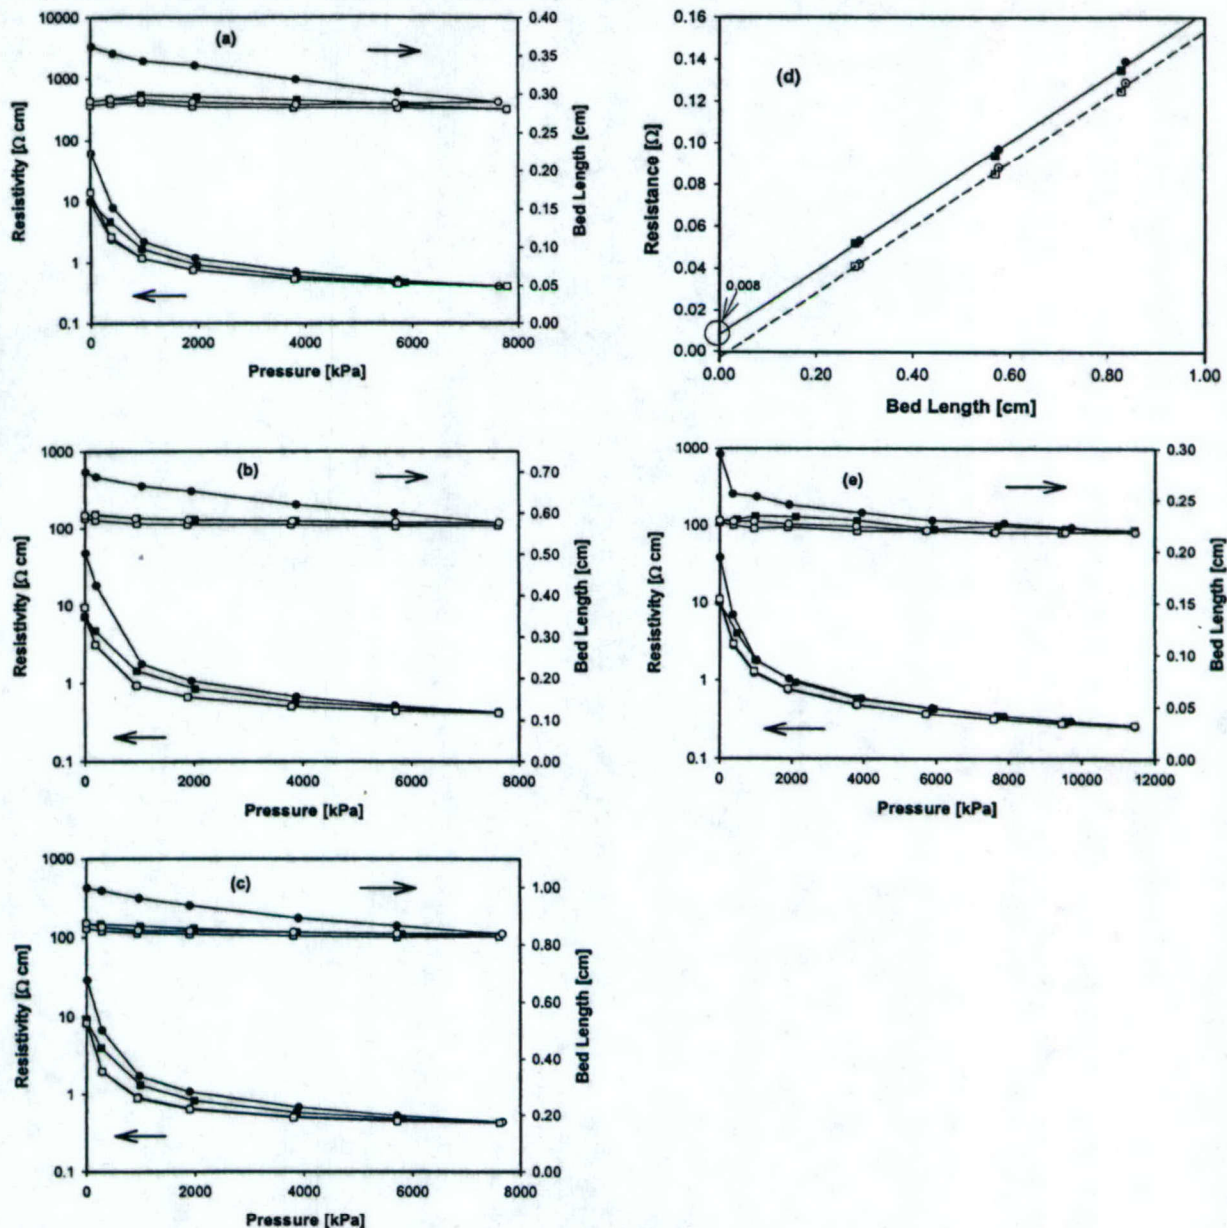 (a)
10000
1000
100
10
1
0.1
Resistivity [Ω cm]
0.40
0.35
0.30
0.25
0.20
0.15
0.10
0.05
0.00
Bed Length [cm]
0 2000 4000 6000 8000
Pressure [kPa]
(d)
0.16
0.14
0.12
0.10
0.08
0.06
0.04
0.02
0.00
Resistance [Ω]
0.008
0.00 0.20 0.40 0.60 0.80 1.00
Bed Length [cm]
(b)
1000
100
10
1
0.1
Resistivity [Ω cm]
0.70
0.60
0.50
0.40
0.30
0.20
0.10
0.00
Bed Length [cm]
0 2000 4000 6000 8000
Pressure [kPa]
(e)
1000
100
10
1
0.1
Resistivity [Ω cm]
0.30
0.25
0.20
0.15
0.10
0.05
0.00
Bed Length [cm]
0 2000 4000 6000 8000 10000 12000
Pressure [kPa]
(c)
1000
100
10
1
0.1
Resistivity [Ω cm]
1.00
0.80
0.60
0.40
0.20
0.00
Bed Length [cm]
0 2000 4000 6000 8000
Pressure [kPa]